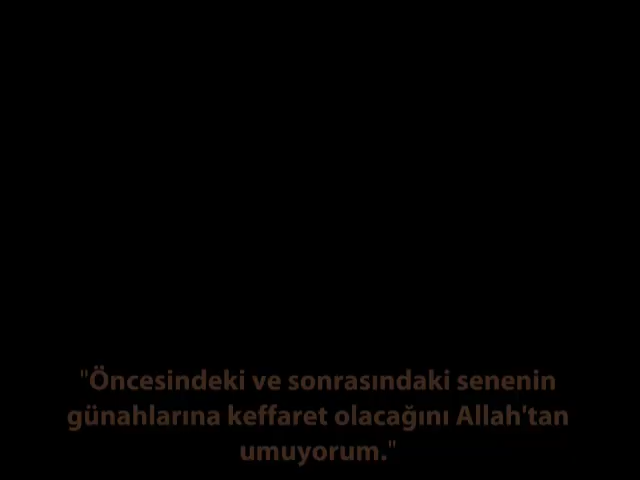 "Öncesindeki ve sonrasındaki senenin
günahlarına keffaret olacağını Allah'tan
umuyorum."